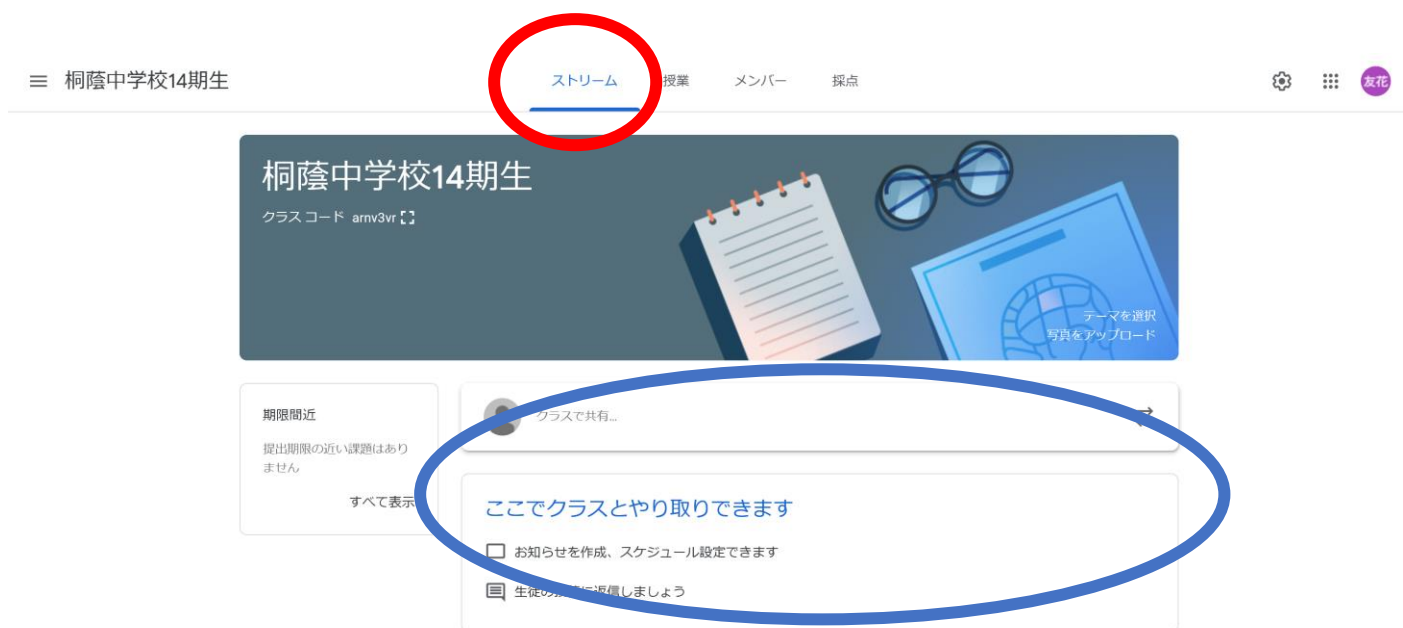 桐蔭中学校14期生
ストリーム 授業 メンバー 採点
友花
桐蔭中学校14期生
クラス コード arnv3vr
テーマを選択
写真をアップロード
期限間近
提出期限の近い課題はあり
ません
すべて表示
クラスで共有...
ここでクラスとやり取りできます
お知らせを作成、スケジュール設定できます
生徒の に返信しましょう